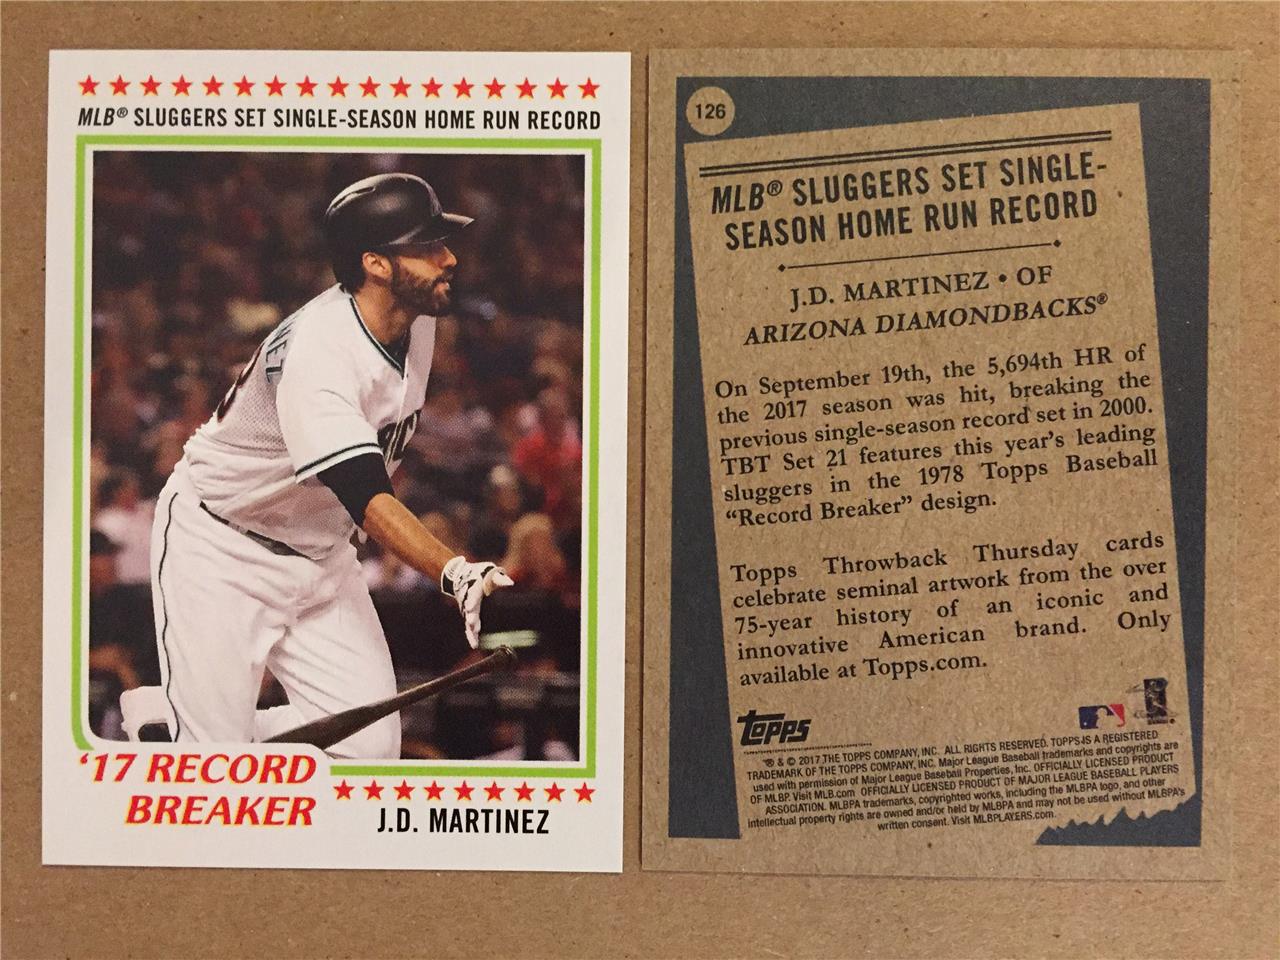 MLB® SLUGGERS SET SINGLE-SEASON HOME RUN RECORD
NEZ
'17 RECORD
BREAKER
J.D. MARTINEZ
126
MLB® SLUGGERS SET SINGLE-
SEASON HOME RUN RECORD
J.D. MARTINEZ • OF
ARIZONA DIAMONDBACKS®
On September 19th, the 5,694th HR of
the 2017 season was hit, breaking the
previous single-season record set in 2000.
TBT Set 21 features this year's leading
sluggers in the 1978 Topps Baseball
"Record Breaker" design.
Topps Throwback Thursday cards
celebrate seminal artwork from the over
75-year history of an iconic and
innovative American brand. Only
available at Topps.com.
Topps
® & © 2017 THE TOPPS COMPANY, INC. ALL RIGHTS RESERVED. TOPPS IS A REGISTERED
TRADEMARK OF THE TOPPS COMPANY, INC. Major League Baseball trademarks and copyrights are
used with permission of Major League Baseball Properties, Inc. OFFICIALLY LICENSED PRODUCT
OF MLBP. Visit MLB.com OFFICIALLY LICENSED PRODUCT OF MAJOR LEAGUE BASEBALL PLAYERS
ASSOCIATION. MLBPA trademarks, copyrighted works, including the MLBPA logo, and other
intellectual property rights are owned and/or held by MLBPA and may not be used without MLBPA's
written consent. Visit MLBPLAYERS.com.